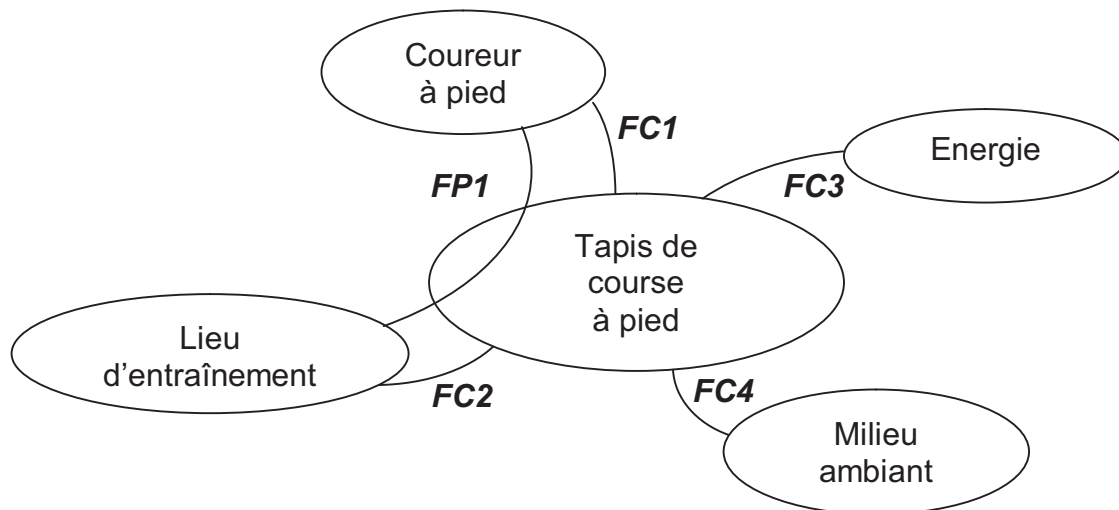 Coureur
à pied
FC1
Energie
FP1
FC3
Tapis de
course
à pied
Lieu
d'entraînement
FC2
FC4
Milieu
ambiant